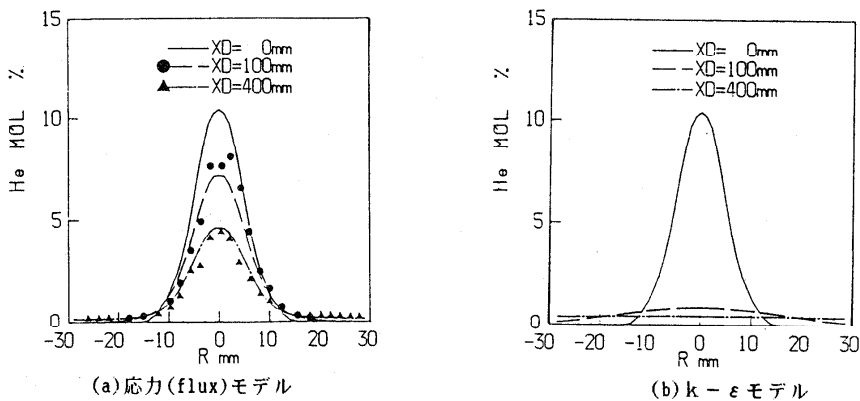 15
He MOL %
XD= 0mm
XD=100mm
XD=400mm
10
5
0
-30 -20 -10 0 10 20 30
R mm
(a)応力(flux)モデル
15
He MOL %
XD= 0mm
XD=100mm
XD=400mm
10
5
0
-30 -20 -10 0 10 20 30
R mm
(b)k-εモデル